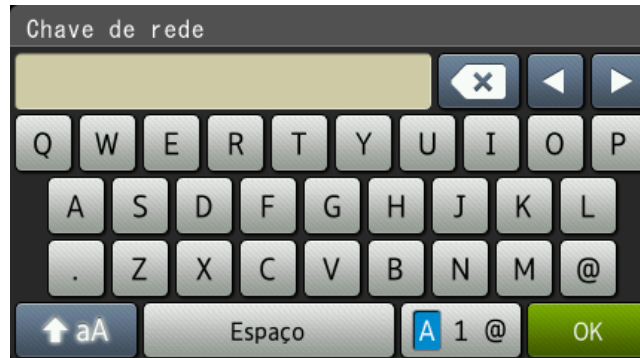 Chave de rede
Q W E R T Y U I O P
A S D F G H J K L
. Z X C V B N M @
aA Espaço A 1 @ OK